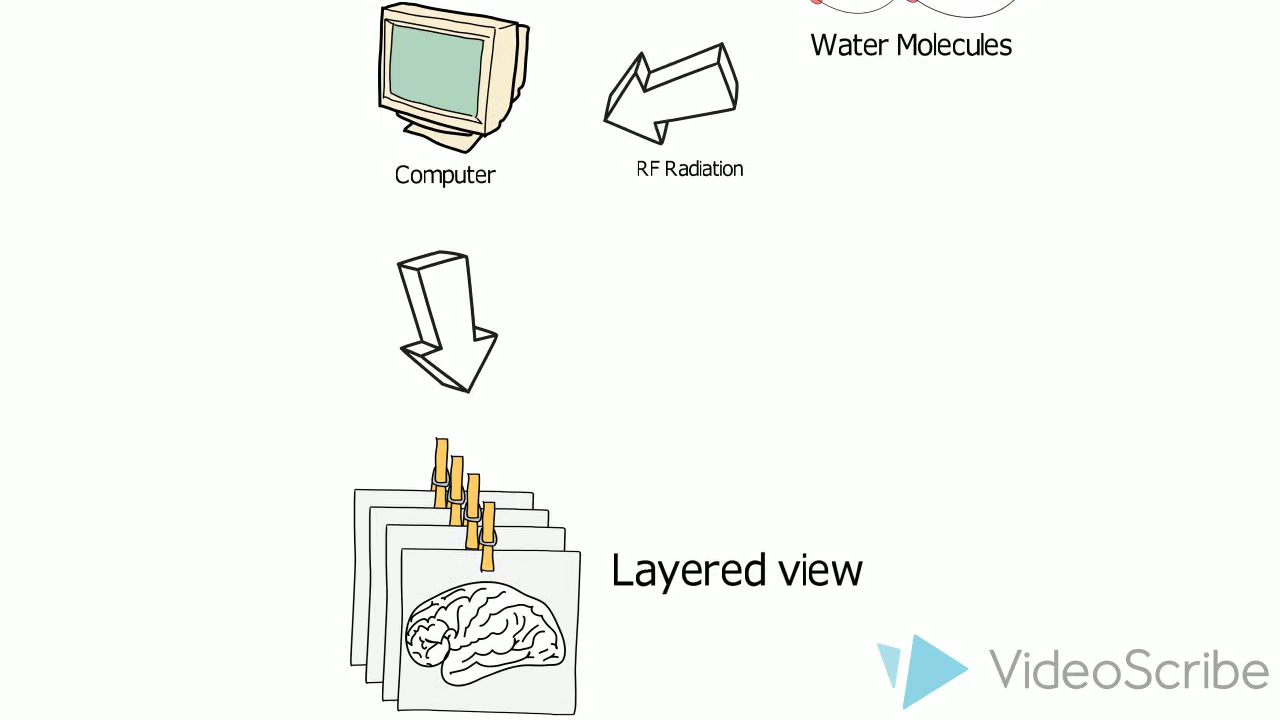 Water Molecules
RF Radiation
Computer
Layered view
VideoScribe